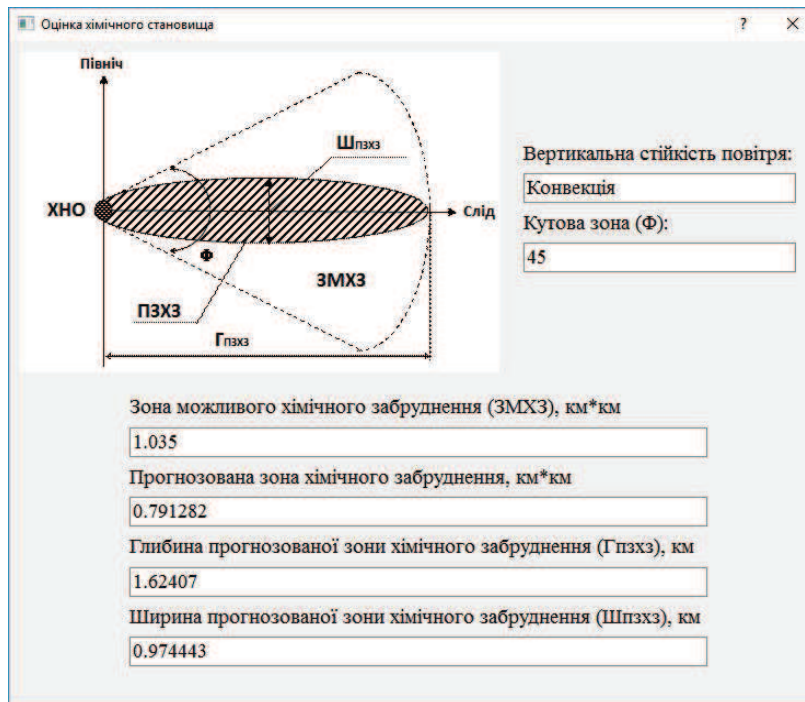 Оцінка хімічного становища
?
Північ
Шпзхз
ХНО
Слід
Ф
ЗМХЗ
ПЗХЗ
Гпзхз
Вертикальна стійкість повітря:
Конвекція
Кутова зона (Ф):
45
Зона можливого хімічного забруднення (ЗМХЗ), км*км
1.035
Прогнозована зона хімічного забруднення, км*км
0.791282
Глибина прогнозованої зони хімічного забруднення (Гпзхз), км
1.62407
Ширина прогнозованої зони хімічного забруднення (Шпзхз), км
0.974443